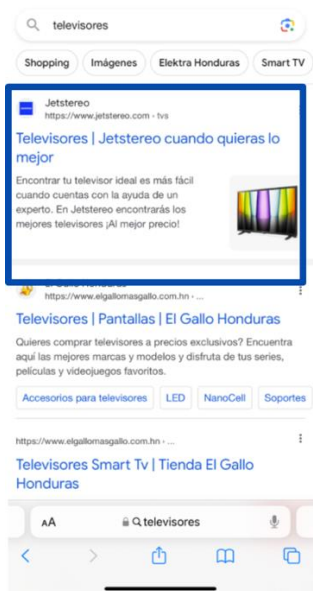 televisores
Shopping Imágenes Elektra Honduras Smart TV
Jetstereo
https://www.jetstereo.com › tvs
Televisores | Jetstereo cuando quieras lo
mejor
Encontrar tu televisor ideal es más fácil
cuando cuentas con la ayuda de un
experto. En Jetstereo encontrarás los
mejores televisores ¡Al mejor precio!
El Gallo Honduras
https://www.elgallomasgallo.com.hn › ...
Televisores | Pantallas | El Gallo Honduras
Quieres comprar televisores a precios exclusivos? Encuentra
aquí las mejores marcas y modelos y disfruta de tus series,
películas y videojuegos favoritos.
Accesorios para televisores LED NanoCell Soportes
https://www.elgallomasgallo.com.hn › ...
Televisores Smart Tv | Tienda El Gallo
Honduras
AA televisores